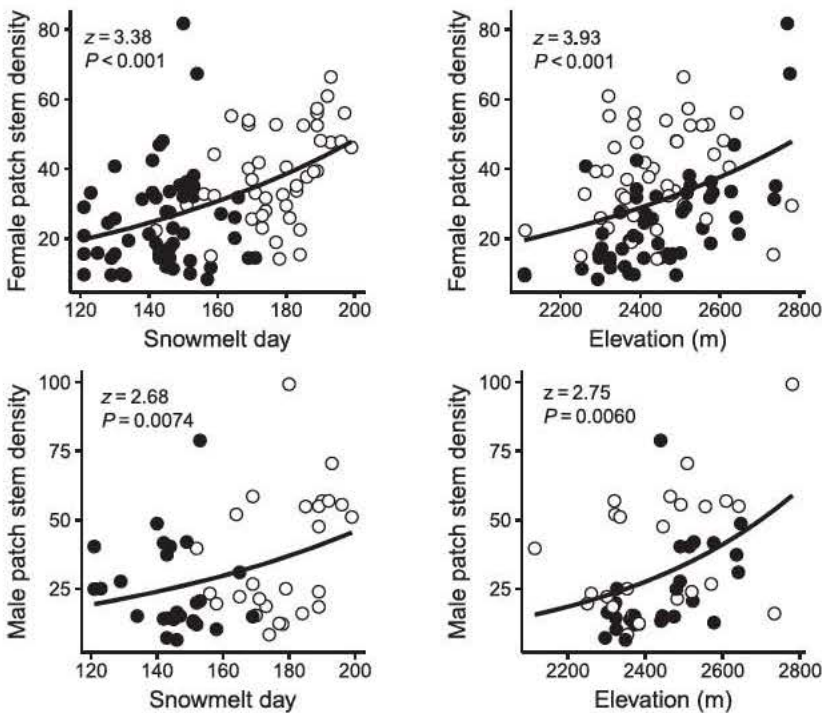 Female patch stem density
80
60
40
20
z = 3.38
P < 0.001
120 140 160 180 200
Snowmelt day
Female patch stem density
80
60
40
20
z = 3.93
P < 0.001
2200 2400 2600 2800
Elevation (m)
Male patch stem density
100
75
50
25
z = 2.68
P = 0.0074
120 140 160 180 200
Snowmelt day
Male patch stem density
100
75
50
25
z = 2.75
P = 0.0060
2200 2400 2600 2800
Elevation (m)